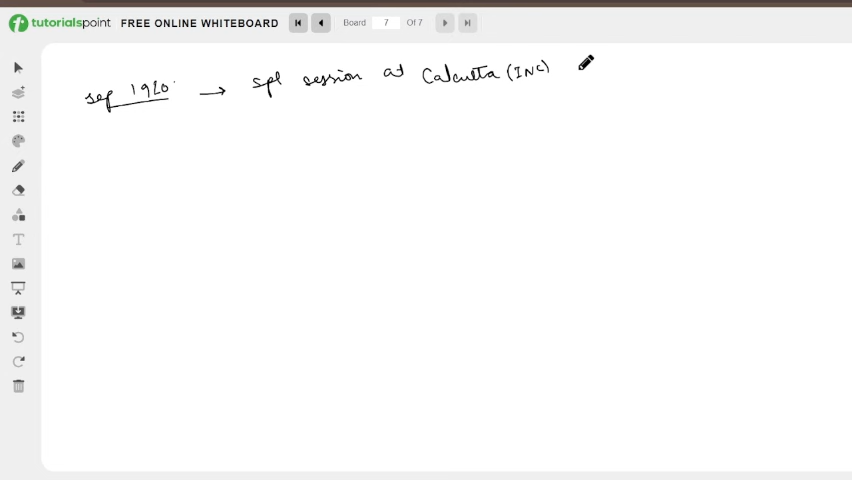 tutorialspoint FREE ONLINE WHITEBOARD Board 7 Of 7
sep 1920 → spl session at Calcutta (INC)
T